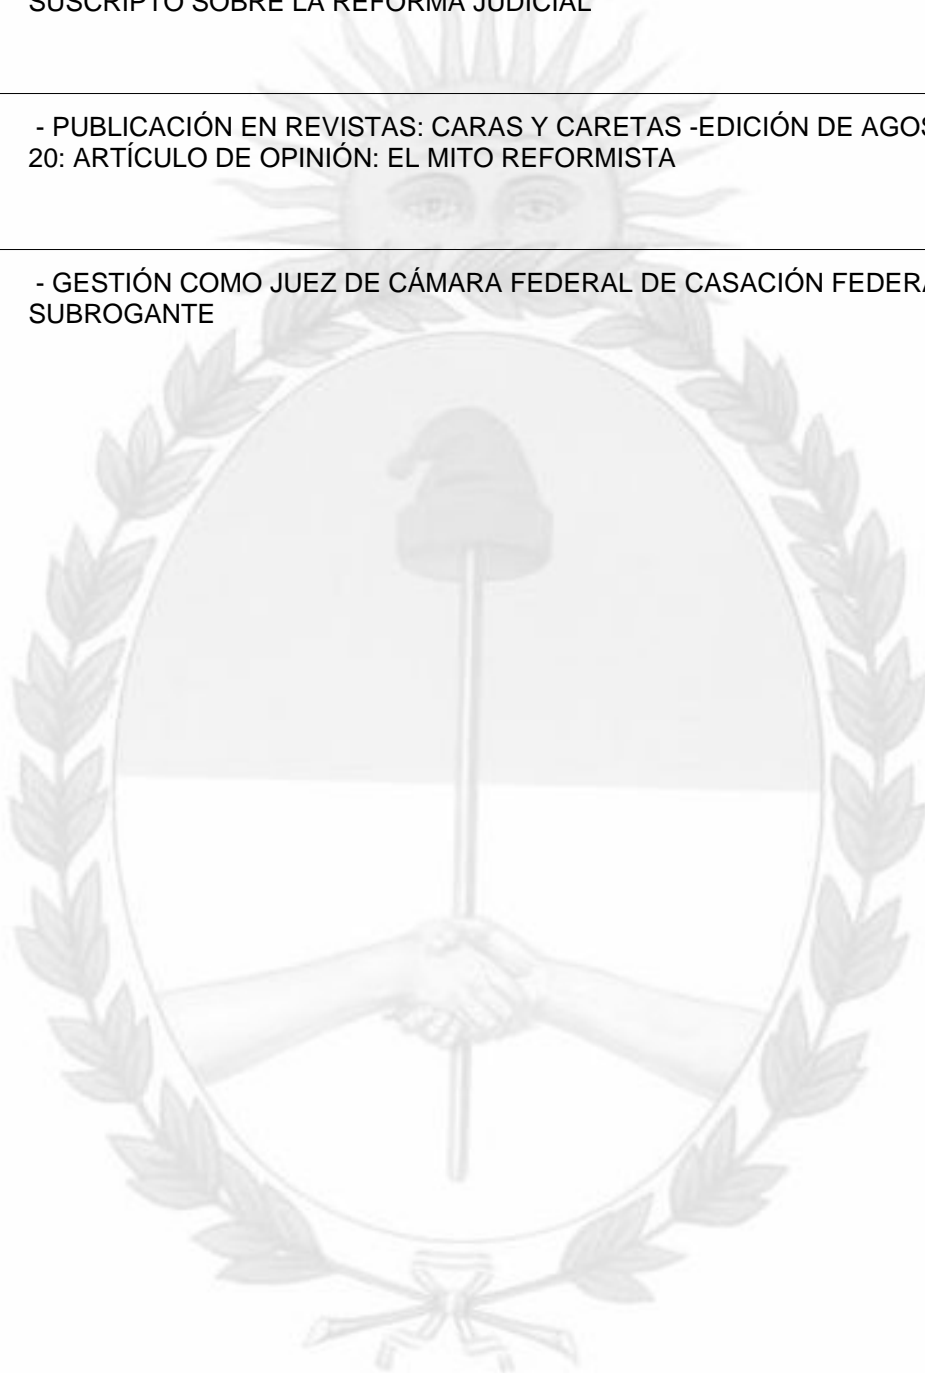 SUSCRIPTO SOBRE LA REFORMA JUDICIAL
- PUBLICACIÓN EN REVISTAS: CARAS Y CARETAS -EDICIÓN DE
20: ARTÍCULO DE OPINIÓN: EL MITO REFORMISTA
- GESTIÓN COMO JUEZ DE CÁMARA FEDERAL DE CASACIÓN
SUBROGANTE